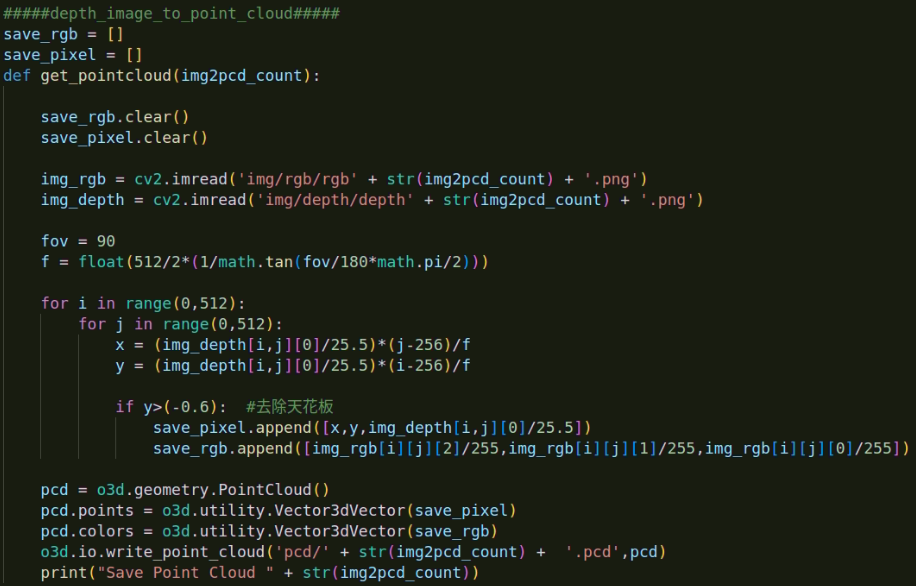 #####depth_image_to_point_cloud#####
save_rgb = []
save_pixel = []
def get_pointcloud(img2pcd_count):
save_rgb.clear()
save_pixel.clear()
img_rgb = cv2.imread('img/rgb/rgb' + str(img2pcd_count) + '.png')
img_depth = cv2.imread('img/depth/depth' + str(img2pcd_count) + '.png')
fov = 90
f = float(512/2*(1/math.tan(fov/180*math.pi/2)))
for i in range(0,512):
for j in range(0,512):
x = (img_depth[i,j][0]/25.5)*(j-256)/f
y = (img_depth[i,j][0]/25.5)*(i-256)/f
if y>(-0.6):  #去除天花板
save_pixel.append([x,y,img_depth[i,j][0]/25.5])
save_rgb.append([img_rgb[i][j][2]/255,img_rgb[i][j][1]/255,img_rgb[i][j][0]/255])
pcd = o3d.geometry.PointCloud()
pcd.points = o3d.utility.Vector3dVector(save_pixel)
pcd.colors = o3d.utility.Vector3dVector(save_rgb)
o3d.io.write_point_cloud('pcd/' + str(img2pcd_count) +  '.pcd',pcd)
print("Save Point Cloud " + str(img2pcd_count))